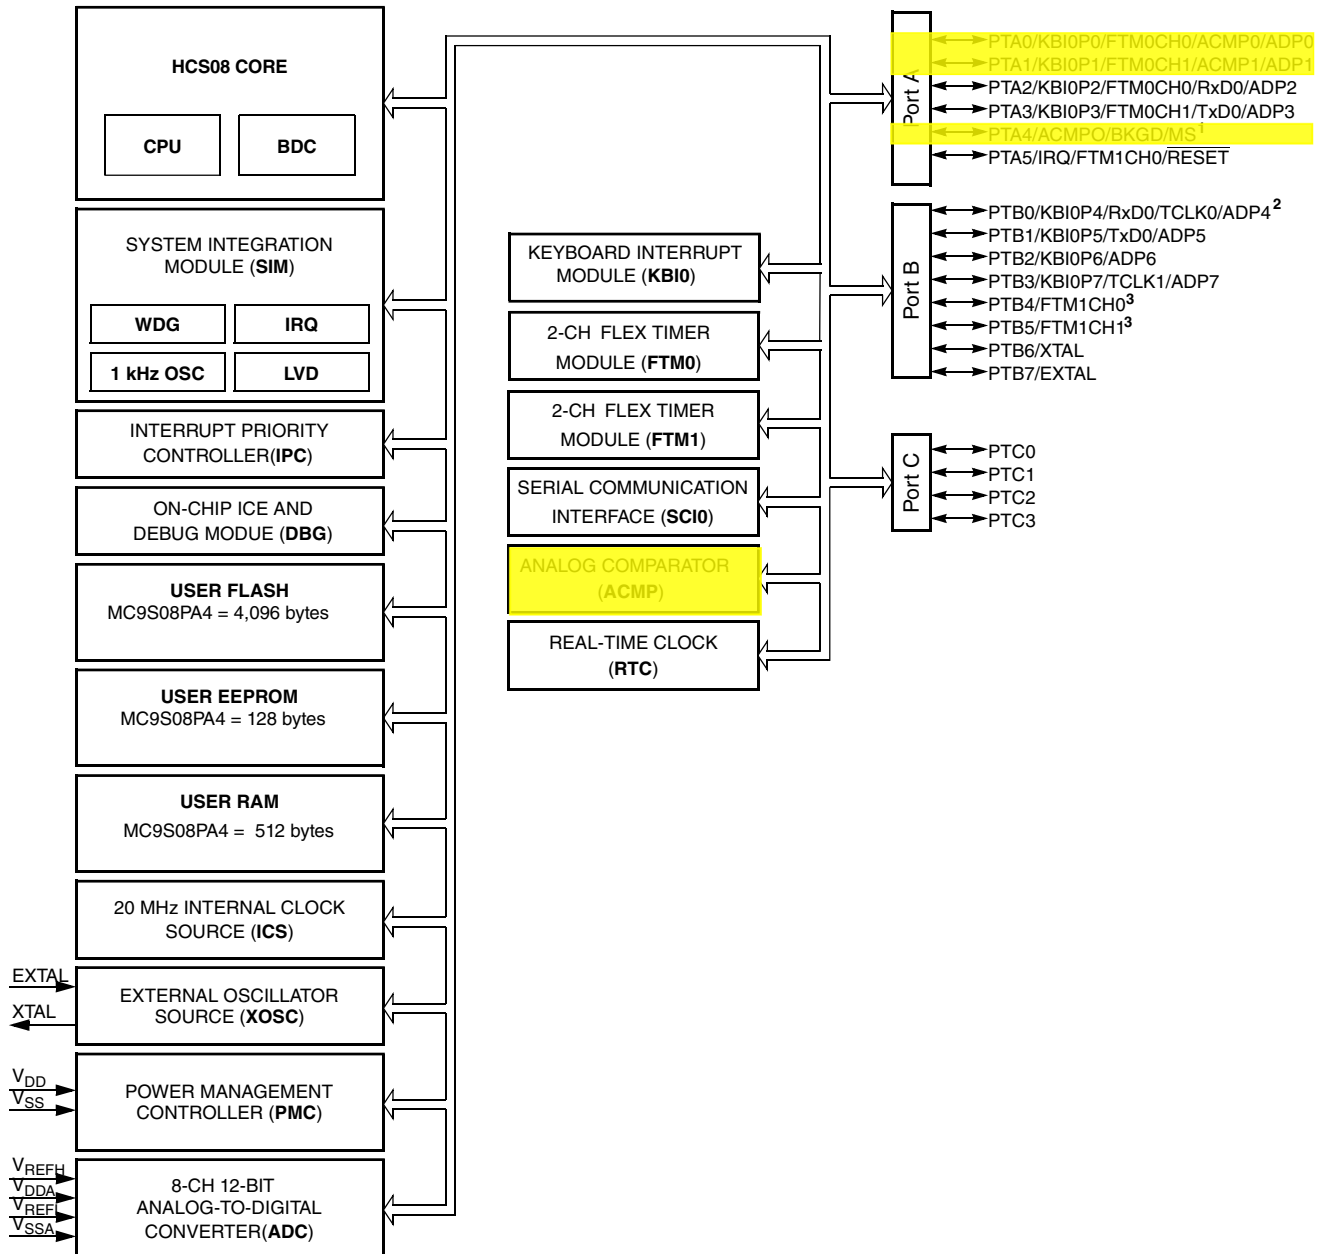 HCS08 CORE
CPU
BDC
SYSTEM INTEGRATION
MODULE (SIM)
WDG
IRQ
1 kHz OSC
LVD
INTERRUPT PRIORITY
CONTROLLER(IPC)
ON-CHIP ICE AND
DEBUG MODUE (DBG)
USER FLASH
MC9S08PA4 = 4,096 bytes
USER EEPROM
MC9S08PA4 = 128 bytes
USER RAM
MC9S08PA4 = 512 bytes
20 MHz INTERNAL CLOCK
SOURCE (ICS)
EXTAL
XTAL
EXTERNAL OSCILLATOR
SOURCE (XOSC)
VDD
VSS
POWER MANAGEMENT
CONTROLLER (PMC)
VREFH
VDDA
VREFL
VSSA
8-CH 12-BIT
ANALOG-TO-DIGITAL
CONVERTER(ADC)
KEYBOARD INTERRUPT
MODULE (KBI0)
2-CH FLEX TIMER
MODULE (FTM0)
2-CH FLEX TIMER
MODULE (FTM1)
SERIAL COMMUNICATION
INTERFACE (SCI0)
ANALOG COMPARATOR
(ACMP)
REAL-TIME CLOCK
(RTC)
Port A
PTA0/KBI0P0/FTM0CH0/ACMP0/ADP0
PTA1/KBI0P1/FTM0CH1/ACMP1/ADP1
PTA2/KBI0P2/FTM0CH0/RxD0/ADP2
PTA3/KBI0P3/FTM0CH1/TxD0/ADP3
PTA4/ACMPO/BKGD/MS1
PTA5/IRQ/FTM1CH0/RESET
Port B
PTB0/KBI0P4/RxD0/TCLK0/ADP4²
PTB1/KBI0P5/TxD0/ADP5
PTB2/KBI0P6/ADP6
PTB3/KBI0P7/TCLK1/ADP7
PTB4/FTM1CH0³
PTB5/FTM1CH1³
PTB6/XTAL
PTB7/EXTAL
Port C
PTC0
PTC1
PTC2
PTC3